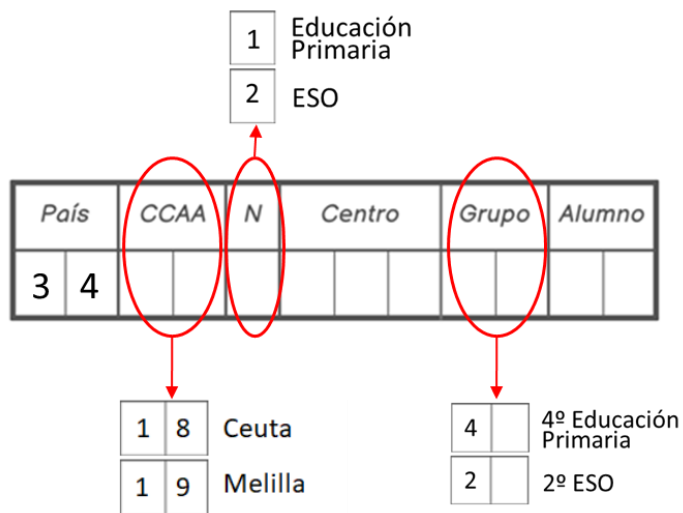 1 Educación
Primaria
2 ESO
País CCAA N Centro Grupo Alumno
3 4
1 8 Ceuta
1 9 Melilla
4 4º Educación
Primaria
2 2º ESO